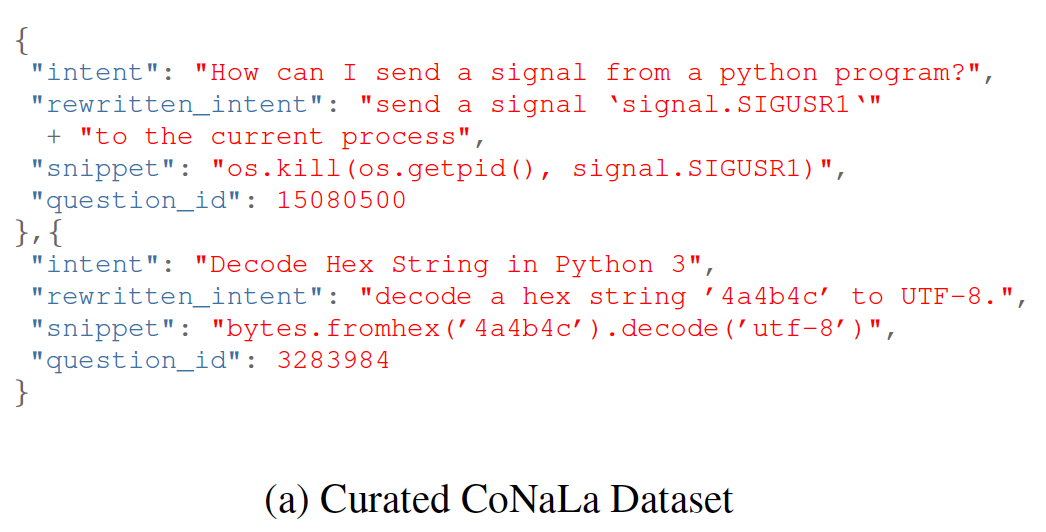 {
"intent": "How can I send a signal from a python program?",
"rewritten_intent": "send a signal ‘signal.SIGUSR1‘"
+ "to the current process",
"snippet": "os.kill(os.getpid(), signal.SIGUSR1)",
"question_id": 15080500
},{
"intent": "Decode Hex String in Python 3",
"rewritten_intent": "decode a hex string ’4a4b4c’ to UTF-8.",
"snippet": "bytes.fromhex(’4a4b4c’).decode(’utf-8’)",
"question_id": 3283984
}
(a) Curated CoNaLa Dataset